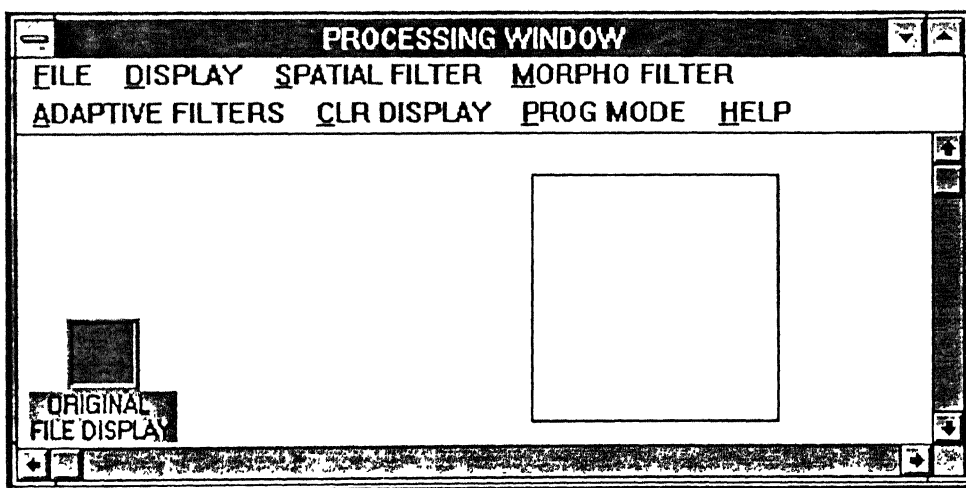 PROCESSING WINDOW
FILE DISPLAY SPATIAL FILTER MORPHO FILTER
ADAPTIVE FILTERS CLR DISPLAY PROG MODE HELP
ORIGINAL
FILE DISPLAY